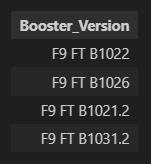 Booster_Version
F9 FT B1022
F9 FT B1026
F9 FT B1021.2
F9 FT B1031.2